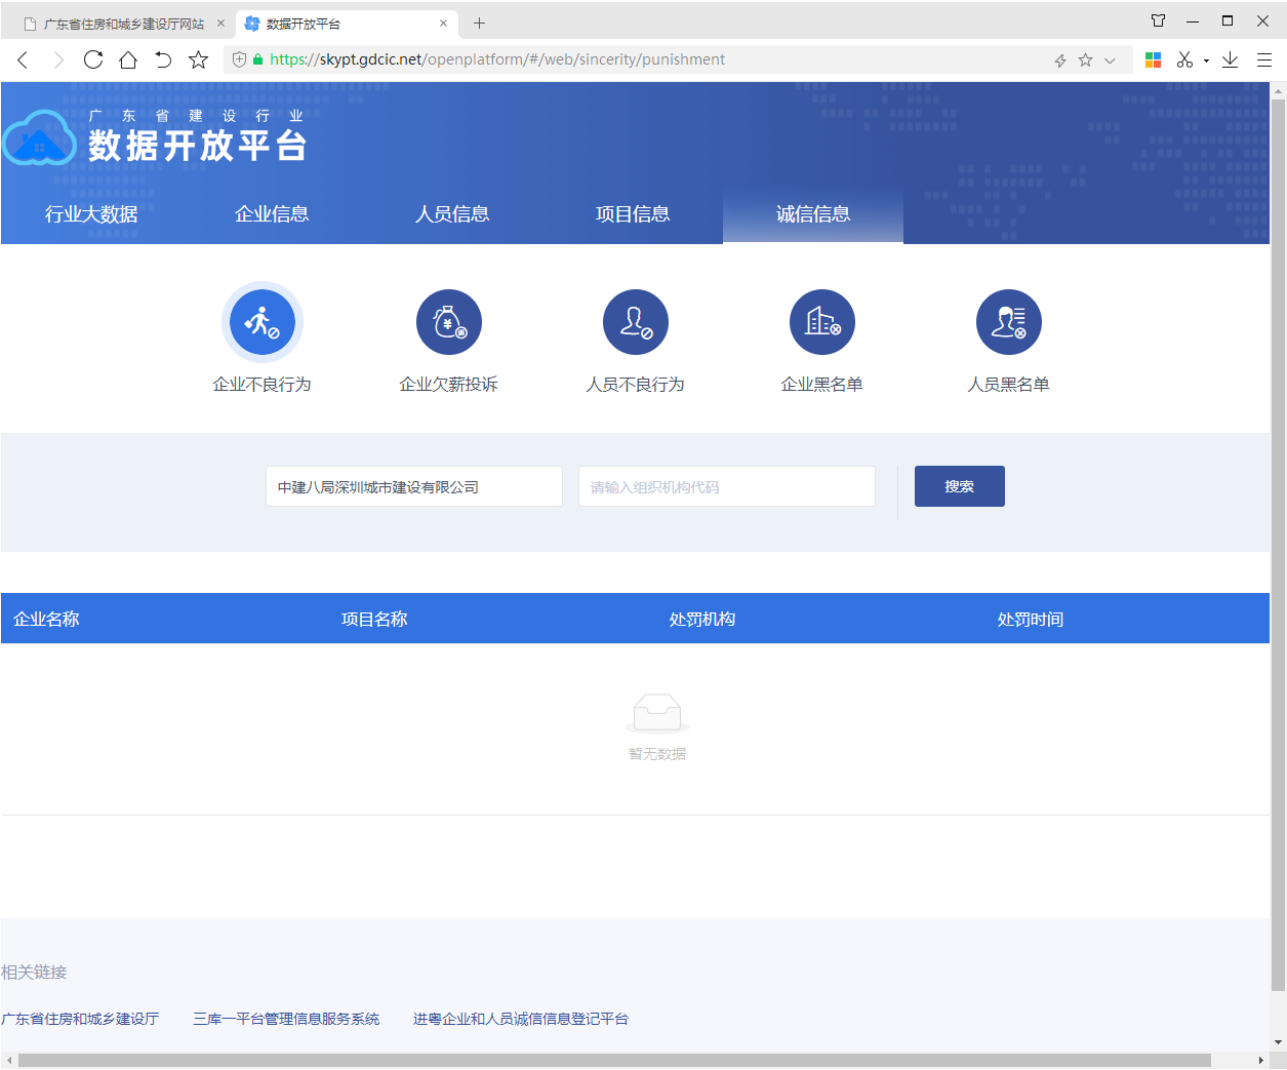 广东省住房和城乡建设厅网站
数据开放平台
https://skypt.gdcic.net/openplatform/#/web/sincerity/punishment
广东省建设行业
数据开放平台
行业大数据 企业信息 人员信息 项目信息 诚信信息
企业不良行为 企业欠薪投诉 人员不良行为 企业黑名单 人员黑名单
中建八局深圳城市建设有限公司 请输入组织机构代码 搜索
企业名称 项目名称 处罚机构 处罚时间
暂无数据
相关链接
广东省住房和城乡建设厅 三库一平台管理信息服务系统 进粤企业和人员诚信信息登记平台